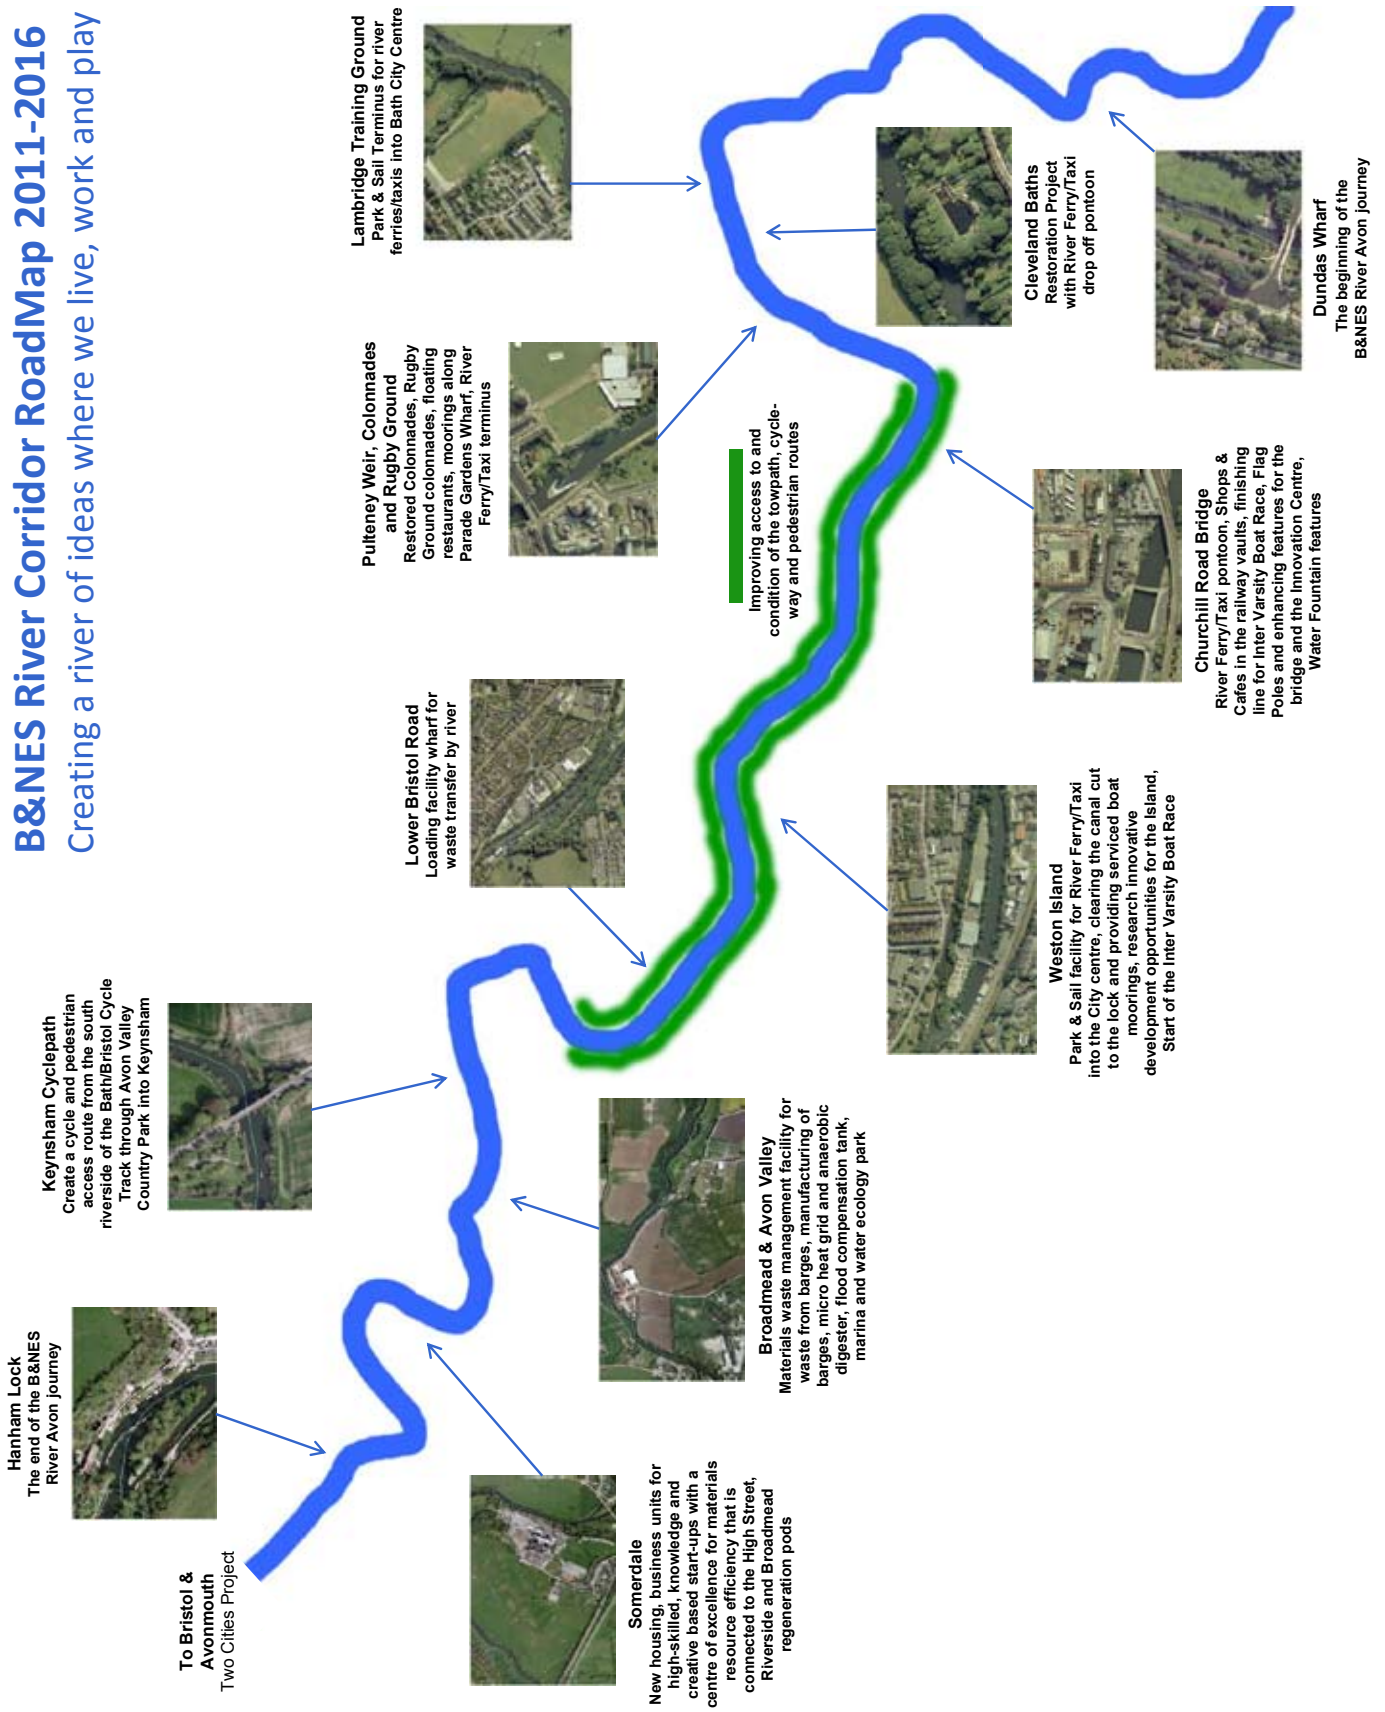 B&NES River Corridor RoadMap 2011-2016
Creating a river of ideas where we live, work and play
Hanham Lock
The end of the B&NES
River Avon journey
To Bristol &
Avonmouth
Two Cities Project
Keynsham Cyclepath
Create a cycle and pedestrian
access route from the south
riverside of the Bath/Bristol Cycle
Track through Avon Valley
Country Park into Keynsham
Somerdale
New housing, business units for
high-skilled, knowledge and
creative based start-ups with a
centre of excellence for materials
resource efficiency that is
connected to the High Street,
Riverside and Broadmead
regeneration pods
Broadmead & Avon Valley
Materials waste management facility for
waste from barges, manufacturing of
barges, micro heat grid and anaerobic
digester, flood compensation tank,
marina and water ecology park
Lower Bristol Road
Loading facility wharf for
waste transfer by river
Weston Island
Park & Sail facility for River Ferry/Taxi
into the City centre, clearing the canal cut
to the lock and providing serviced boat
moorings, research innovative
development opportunities for the Island,
Start of the Inter Varsity Boat Race
Pulteney Weir, Colonnades
and Rugby Ground
Restored Colonnades, Rugby
Ground colonnades, floating
restaurants, moorings along
Parade Gardens Wharf, River
Ferry/Taxi terminus
Improving access to and
condition of the towpath, cycle-
way and pedestrian routes
Churchill Road Bridge
River Ferry/Taxi pontoon, Shops &
Cafes in the railway vaults, finishing
line for Inter Varsity Boat Race, Flag
Poles and enhancing features for the
bridge and the Innovation Centre,
Water Fountain features
Lambridge Training Ground
Park & Sail Terminus for river
ferries/taxis into Bath City Centre
Cleveland Baths
Restoration Project
with River Ferry/Taxi
drop off pontoon
Dundas Wharf
The beginning of the
B&NES River Avon journey